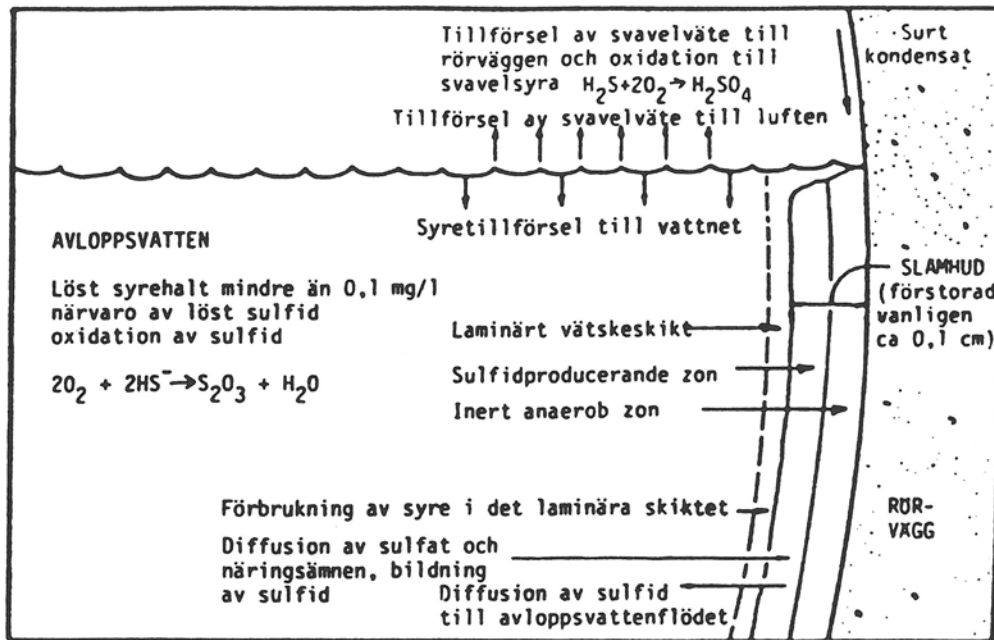 Tillförsel av svavelväte till
rörväggen och oxidation till
svavelsyra H₂S+2O₂→H₂SO₄
Tillförsel av svavelväte till luften
Surt
kondensat
Syretillförsel till vattnet
AVLOPPSVATTEN
Löst syrehalt mindre än 0,1 mg/l
närvaro av löst sulfid
oxidation av sulfid
2O₂ + 2HS⁻→S₂O₃ + H₂O
SLAMHUD
(förstorad
vanligen
ca 0,1 cm)
Laminärt vätskeskikt
Sulfidproducerande zon
Inert anaerob zon
Förbrukning av syre i det laminära skiktet
Diffusion av sulfat och
näringsämnen, bildning
av sulfid
Diffusion av sulfid
till avloppsvattenflödet
RÖR-
VÄGG